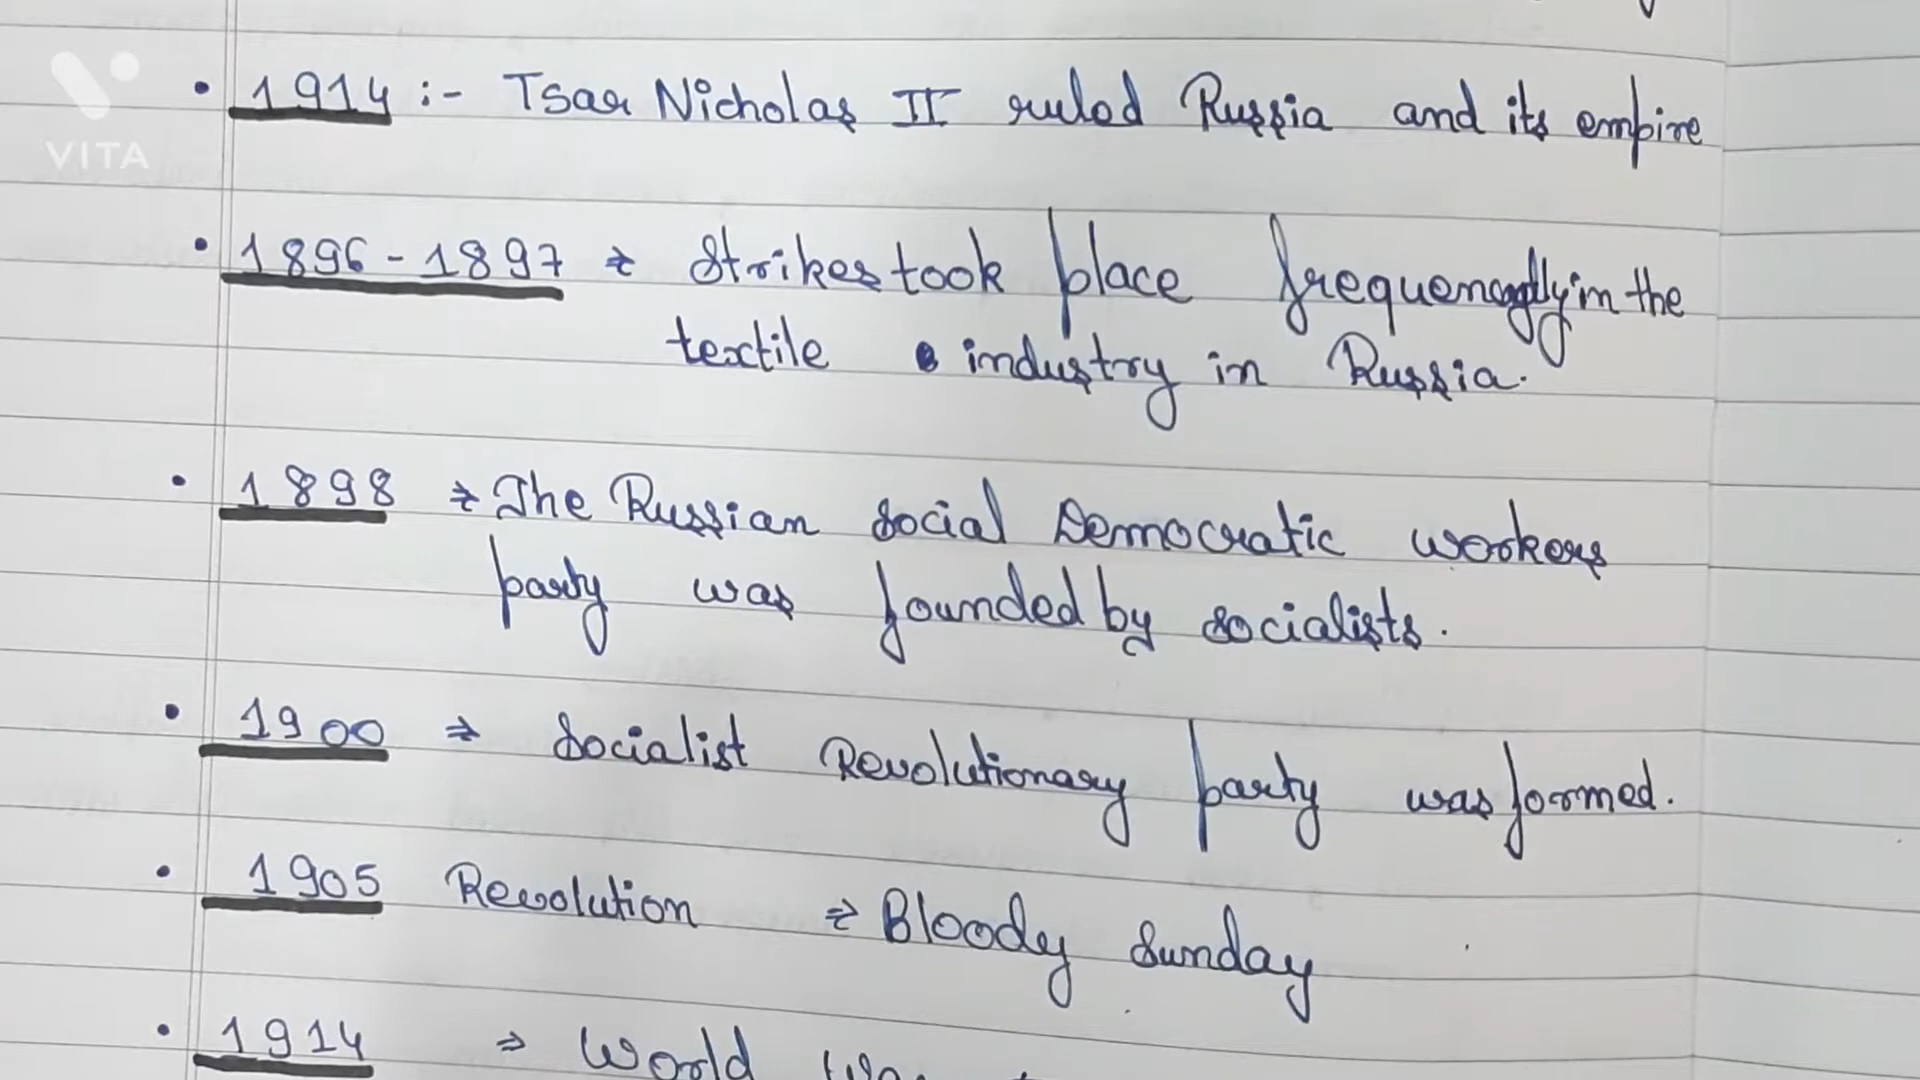 • 1914 :- Tsar Nicholas II ruled Russia and its empire
VITA
• 1896-1897 ⇒ Strikes took place frequently in the
textile industry in Russia.
• 1898 ⇒ The Russian Social Democratic workers
party was founded by socialists.
• 1900 ⇒ Socialist Revolutionary party was formed.
• 1905 Revolution ⇒ Bloody Sunday
• 1914 ⇒ World War